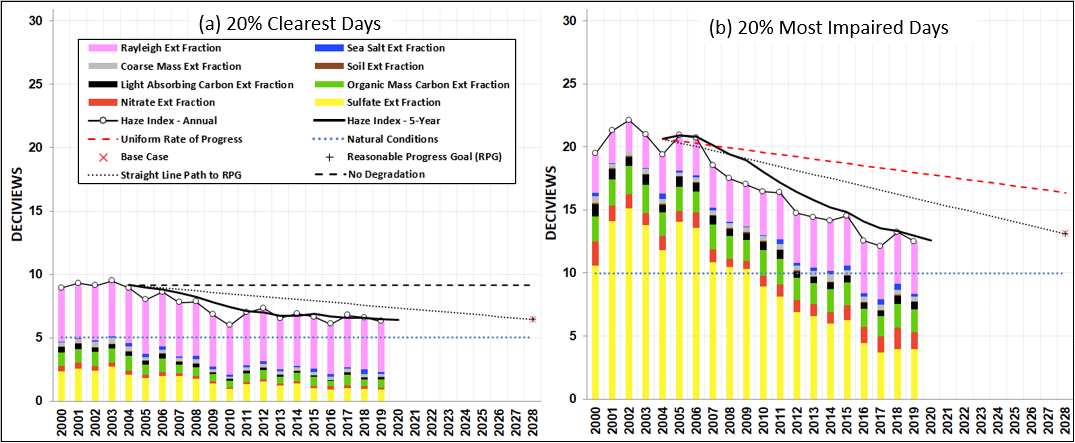 (a) 20% Clearest Days
30
25
20
15
10
5
0
DECIVIEWS
Rayleigh Ext Fraction
Sea Salt Ext Fraction
Coarse Mass Ext Fraction
Soil Ext Fraction
Light Absorbing Carbon Ext Fraction
Organic Mass Carbon Ext Fraction
Nitrate Ext Fraction
Sulfate Ext Fraction
Haze Index - Annual
Haze Index - 5-Year
Uniform Rate of Progress
Natural Conditions
Base Case
Reasonable Progress Goal (RPG)
Straight Line Path to RPG
No Degradation
2000 2001 2002 2003 2004 2005 2006 2007 2008 2009 2010 2011 2012 2013 2014 2015 2016 2017 2018 2019 2020 2021 2022 2023 2024 2025 2026 2027 2028
(b) 20% Most Impaired Days
30
25
20
15
10
5
0
DECIVIEWS
2000 2001 2002 2003 2004 2005 2006 2007 2008 2009 2010 2011 2012 2013 2014 2015 2016 2017 2018 2019 2020 2021 2022 2023 2024 2025 2026 2027 2028